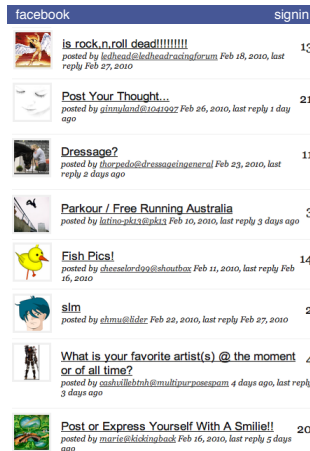 facebook signin
is rock,n,roll dead!!!!!!!!!
posted by ledhead@ledheadracingforum Feb 18, 2010, last
reply Feb 27, 2010
Post Your Thought...
posted by ginnyland@1041997 Feb 26, 2010, last reply 1 day
ago
21
Dressage?
posted by thorpedo@dressageingeneral Feb 23, 2010, last
reply 2 days ago
Parkour / Free Running Australia
posted by latino-pk13@pk13 Feb 10, 2010, last reply 3 days ago
Fish Pics!
posted by cheeselord99@shoutbox Feb 11, 2010, last reply Feb
16, 2010
14
slm
posted by ehmu@lider Feb 22, 2010, last reply Feb 27, 2010
2
What is your favorite artist(s) @ the moment
or of all time?
posted by cashvillebtnh@multipurposespam 4 days ago, last reply
3 days ago
Post or Express Yourself With A Smilie!!
posted by marie@kickingback Feb 16, 2010, last reply 5 days
ago
20